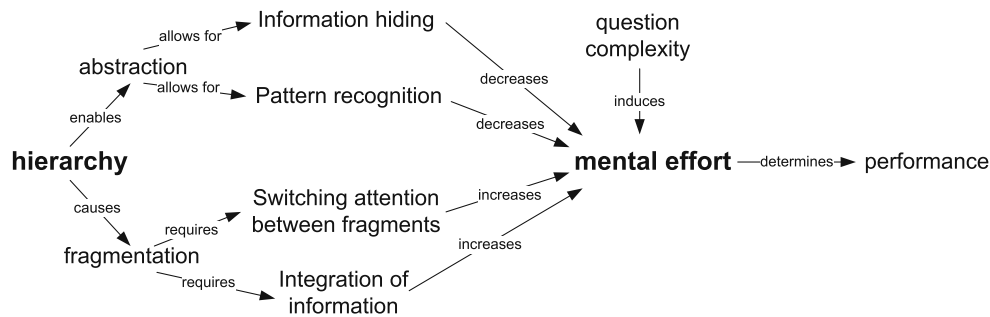 Information hiding
allows for
abstraction
allows for
Pattern recognition
enables
hierarchy
causes
fragmentation
requires
Switching attention
between fragments
requires
Integration of
information
decreases
decreases
increases
increases
question
complexity
induces
mental effort
determines
performance